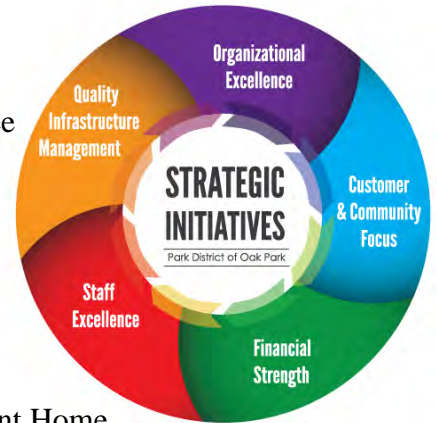 Organizational
Excellence
Quality
Infrastructure
Management
STRATEGIC
INITIATIVES
Park District of Oak Park
Customer
& Community
Focus
Staff
Excellence
Financial
Strength
Home